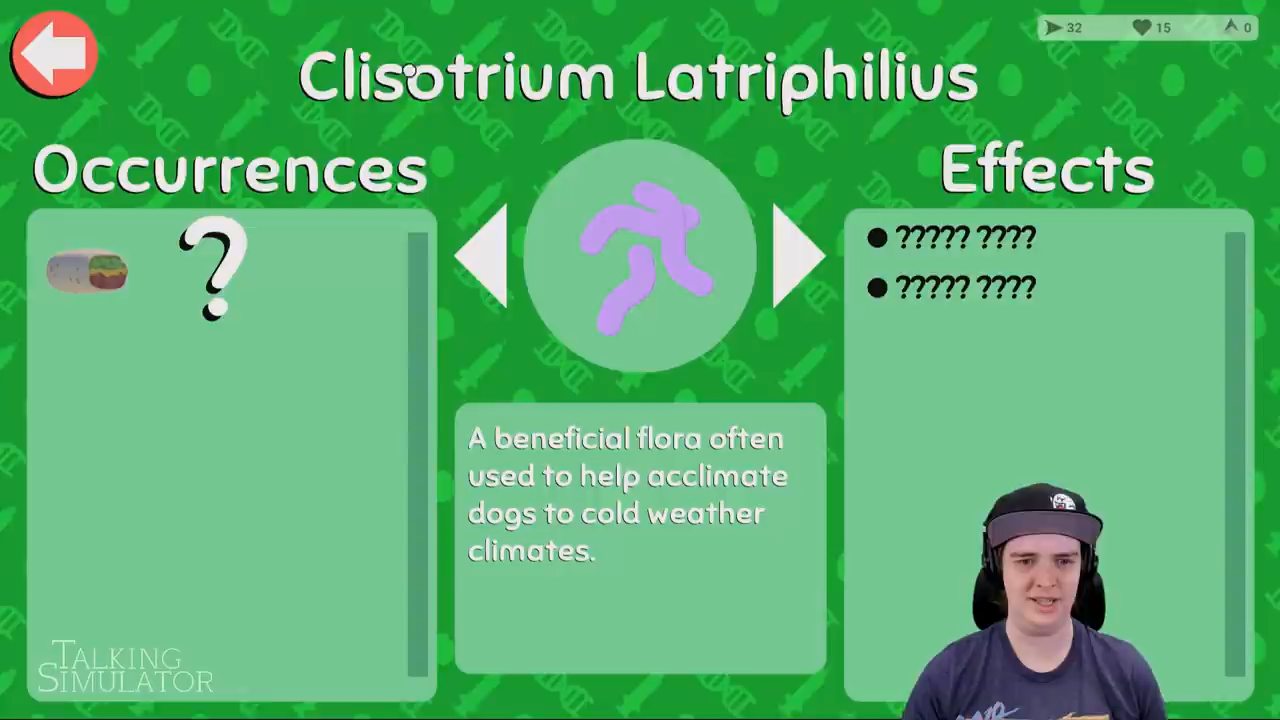 32 15 0
Clisotrium Latriphilius
Occurrences
Effects
?
????? ????
????? ????
A beneficial flora often
used to help acclimate
dogs to cold weather
climates.
TALKING
SIMULATOR